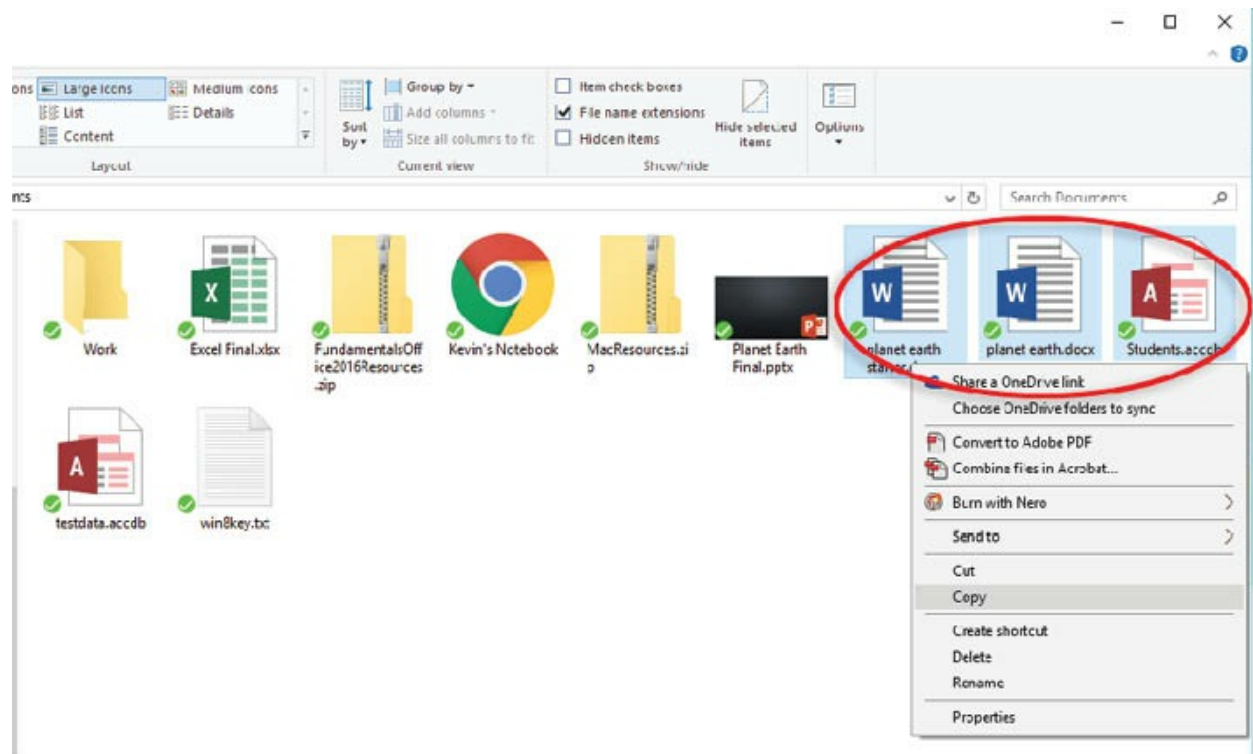 ons Large icons Medium icons
List Details
Content
Layout
Sort by
Group by
Add columns
Size all columns to fit
Current view
Item check boxes
File name extensions
Hidden items
Hide selected
items
Show/hide
Options
nts
Search Documents
Work
Excel Final.xlsx
FundamentalsOff
ice2016Resources
.zip
Kevin's Notebook
MacResources.zi
p
Planet Earth
Final.pptx
planet earth
planet earth.docx
Students.accdb
testdata.accdb
win8key.txt
Share a OneDrive link
Choose OneDrive folders to sync
Convert to Adobe PDF
Combine files in Acrobat...
Burn with Nero
Send to
Cut
Copy
Create shortcut
Delete
Rename
Properties